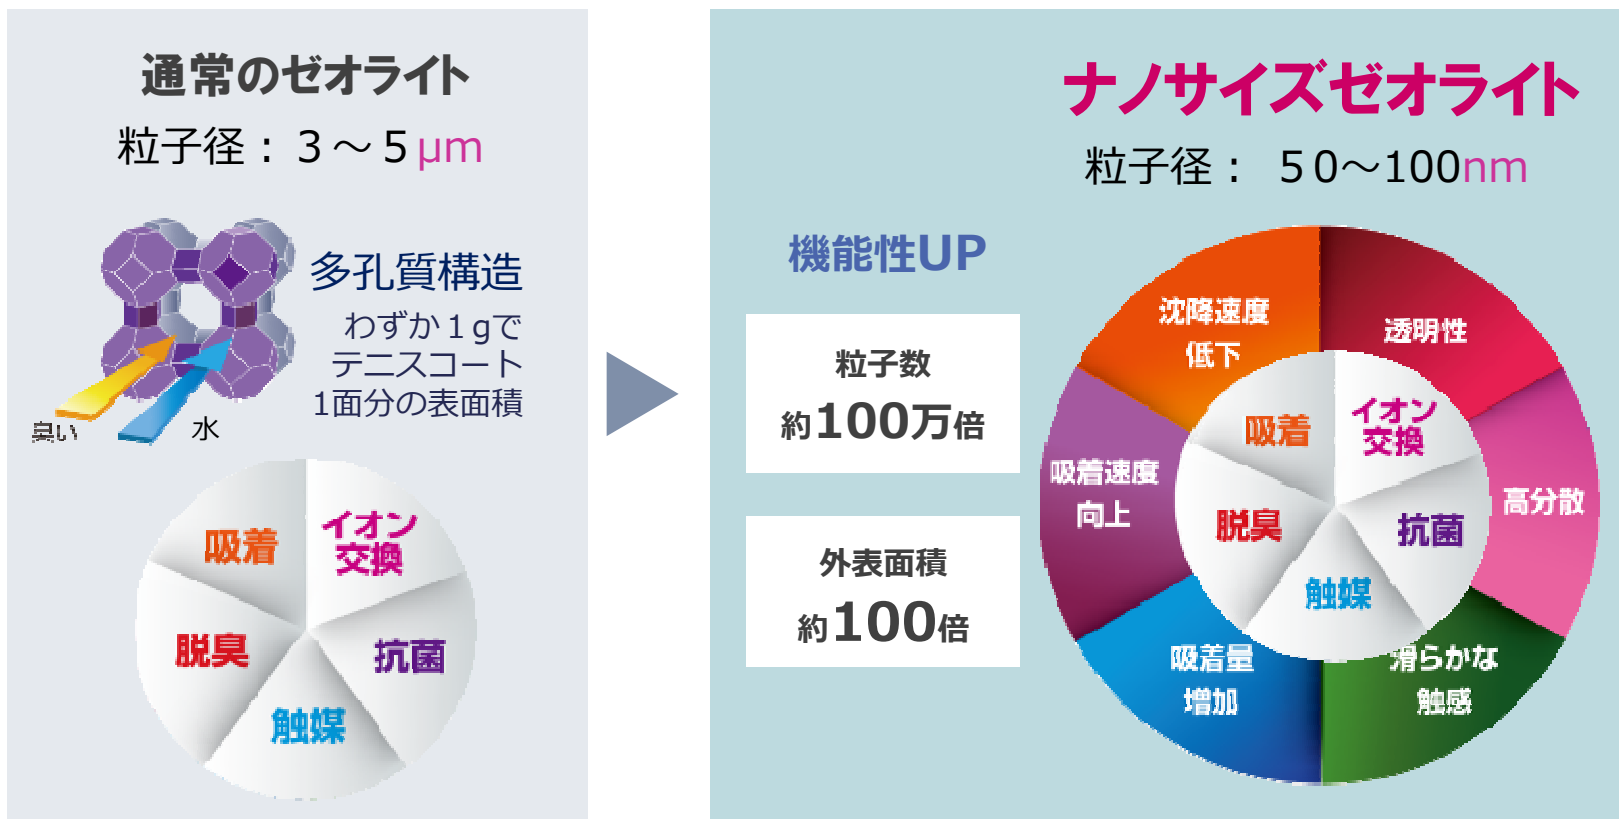 通常のゼオライト
粒子径：３～５μm
多孔質構造
わずか１gで
テニスコート
1面分の表面積
臭い
水
吸着
イオン
交換
脱臭
抗菌
触媒
ナノサイズゼオライト
粒子径： ５0～100nm
機能性UP
粒子数
約100万倍
外表面積
約100倍
沈降速度
低下
透明性
吸着速度
向上
高分散
吸着量
増加
滑らかな
触感
吸着
イオン
交換
脱臭
抗菌
触媒